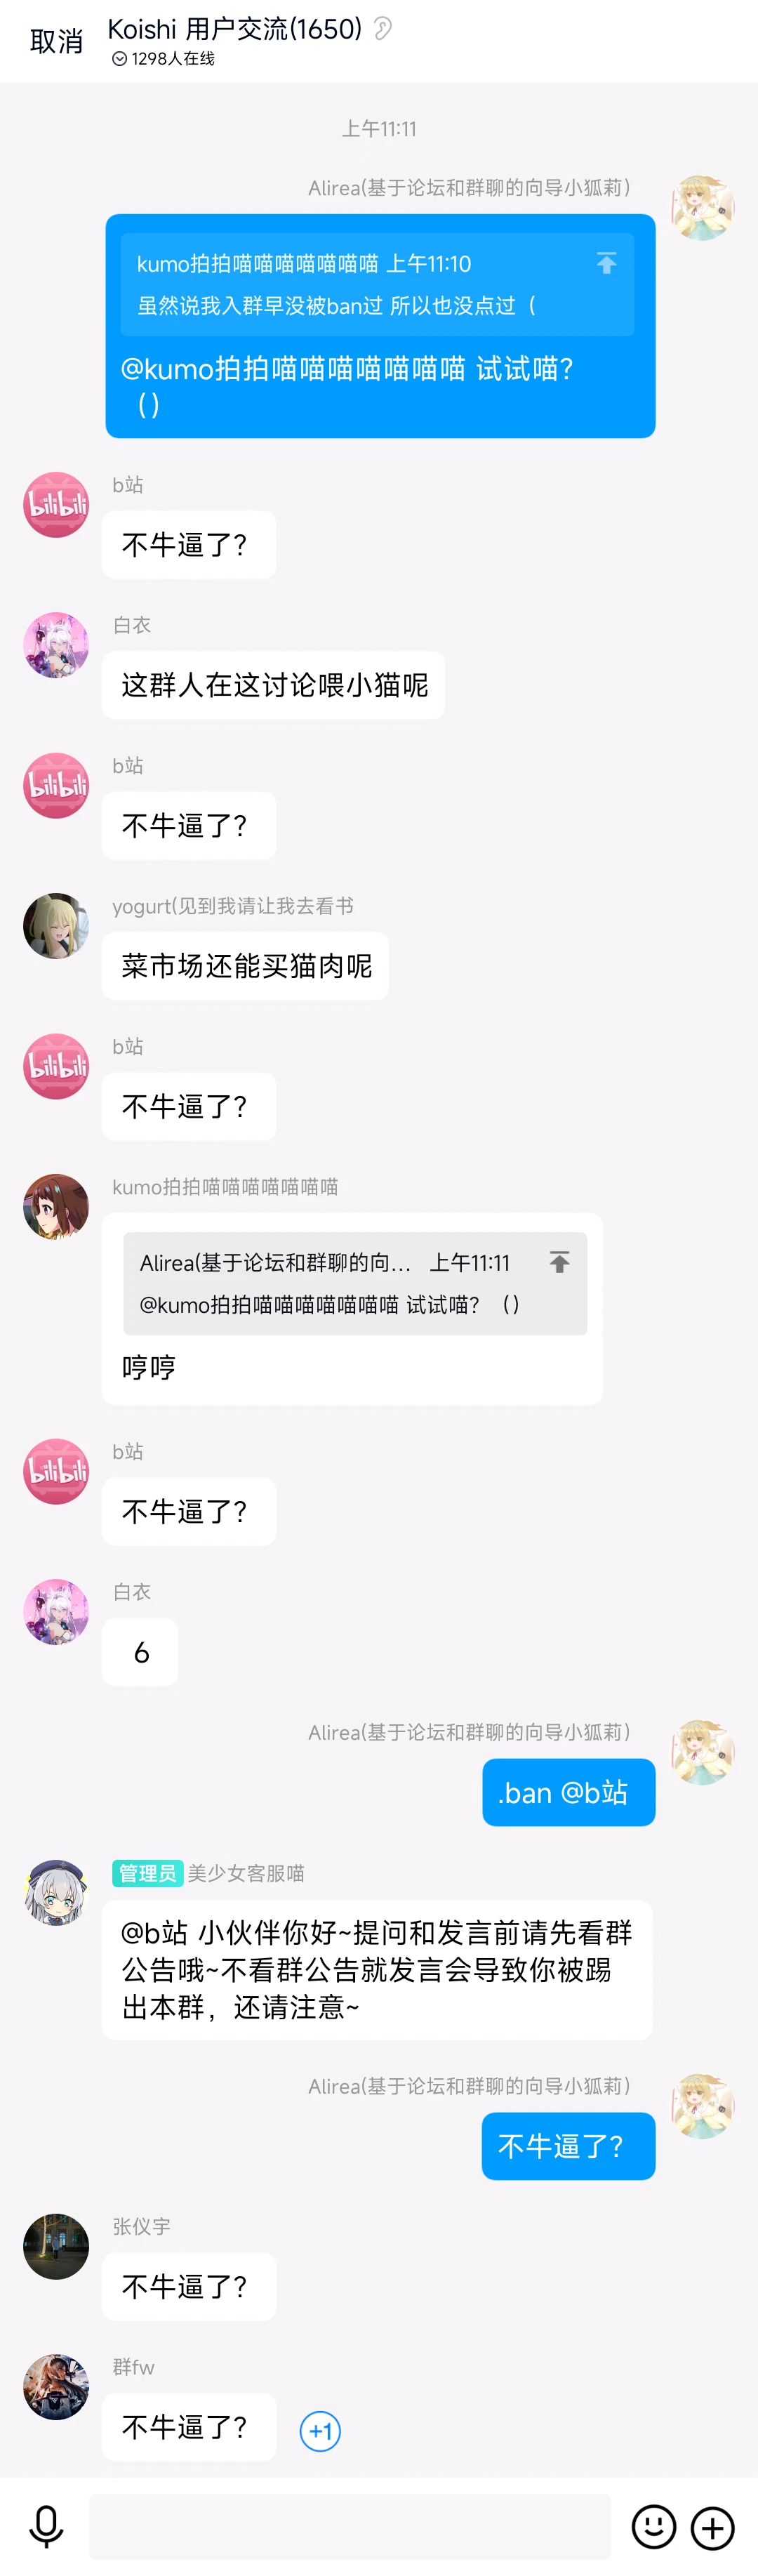 取消
Koishi 用户交流(1650)
1298人在线
上午11:11
Alirea(基于论坛和群聊的向导小狐莉)
kumo拍拍喵喵喵喵喵喵喵 上午11:10
虽然说我入群早没被ban过 所以也没点过（
@kumo拍拍喵喵喵喵喵喵喵 试试喵？
（）
b站
bilibili
不牛逼了？
白衣
这群人在这讨论喂小猫呢
b站
bilibili
不牛逼了？
yogurt(见到我请让我去看书
菜市场还能买猫肉呢
b站
bilibili
不牛逼了？
kumo拍拍喵喵喵喵喵喵喵
Alirea(基于论坛和群聊的向... 上午11:11
@kumo拍拍喵喵喵喵喵喵喵 试试喵？（）
哼哼
b站
bilibili
不牛逼了？
白衣
6
Alirea(基于论坛和群聊的向导小狐莉)
.ban @b站
管理员 美少女客服喵
@b站 小伙伴你好~提问和发言前请先看群
公告哦~不看群公告就发言会导致你被踢
出本群，还请注意~
Alirea(基于论坛和群聊的向导小狐莉)
不牛逼了？
张仪宇
不牛逼了？
群fw
不牛逼了？
+1